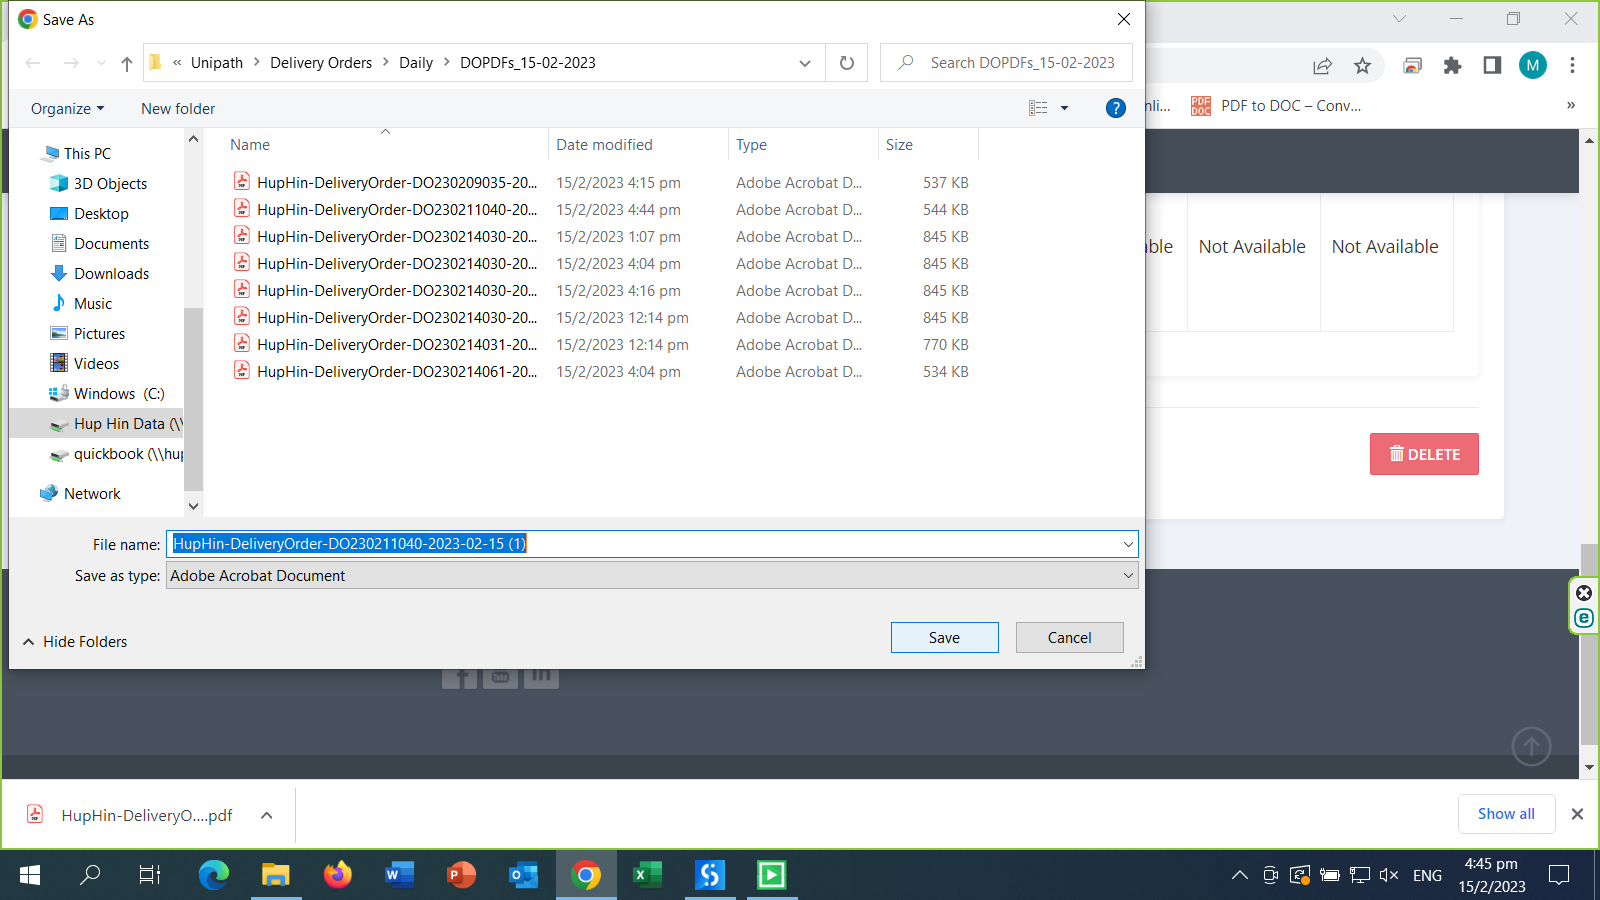 Save As
« Unipath > Delivery Orders > Daily > DOPDFs_15-02-2023
Search DOPDFs_15-02-2023
M
Organize
New folder
?
nli...
PDF DOC
PDF to DOC – Conv...
»
This PC
3D Objects
Desktop
Documents
Downloads
Music
Pictures
Videos
Windows (C:)
Hup Hin Data (\\
quickbook (\\hup
Network
Name Date modified Type Size
HupHin-DeliveryOrder-DO230209035-20... 15/2/2023 4:15 pm Adobe Acrobat D... 537 KB
HupHin-DeliveryOrder-DO230211040-20... 15/2/2023 4:44 pm Adobe Acrobat D... 544 KB
HupHin-DeliveryOrder-DO230214030-20... 15/2/2023 1:07 pm Adobe Acrobat D... 845 KB
HupHin-DeliveryOrder-DO230214030-20... 15/2/2023 4:04 pm Adobe Acrobat D... 845 KB
HupHin-DeliveryOrder-DO230214030-20... 15/2/2023 4:16 pm Adobe Acrobat D... 845 KB
HupHin-DeliveryOrder-DO230214030-20... 15/2/2023 12:14 pm Adobe Acrobat D... 845 KB
HupHin-DeliveryOrder-DO230214031-20... 15/2/2023 12:14 pm Adobe Acrobat D... 770 KB
HupHin-DeliveryOrder-DO230214061-20... 15/2/2023 4:04 pm Adobe Acrobat D... 534 KB
able Not Available Not Available
DELETE
File name: HupHin-DeliveryOrder-DO230211040-2023-02-15 (1)
Save as type: Adobe Acrobat Document
Hide Folders
Save
Cancel
HupHin-DeliveryO....pdf
Show all
ENG
4:45 pm
15/2/2023